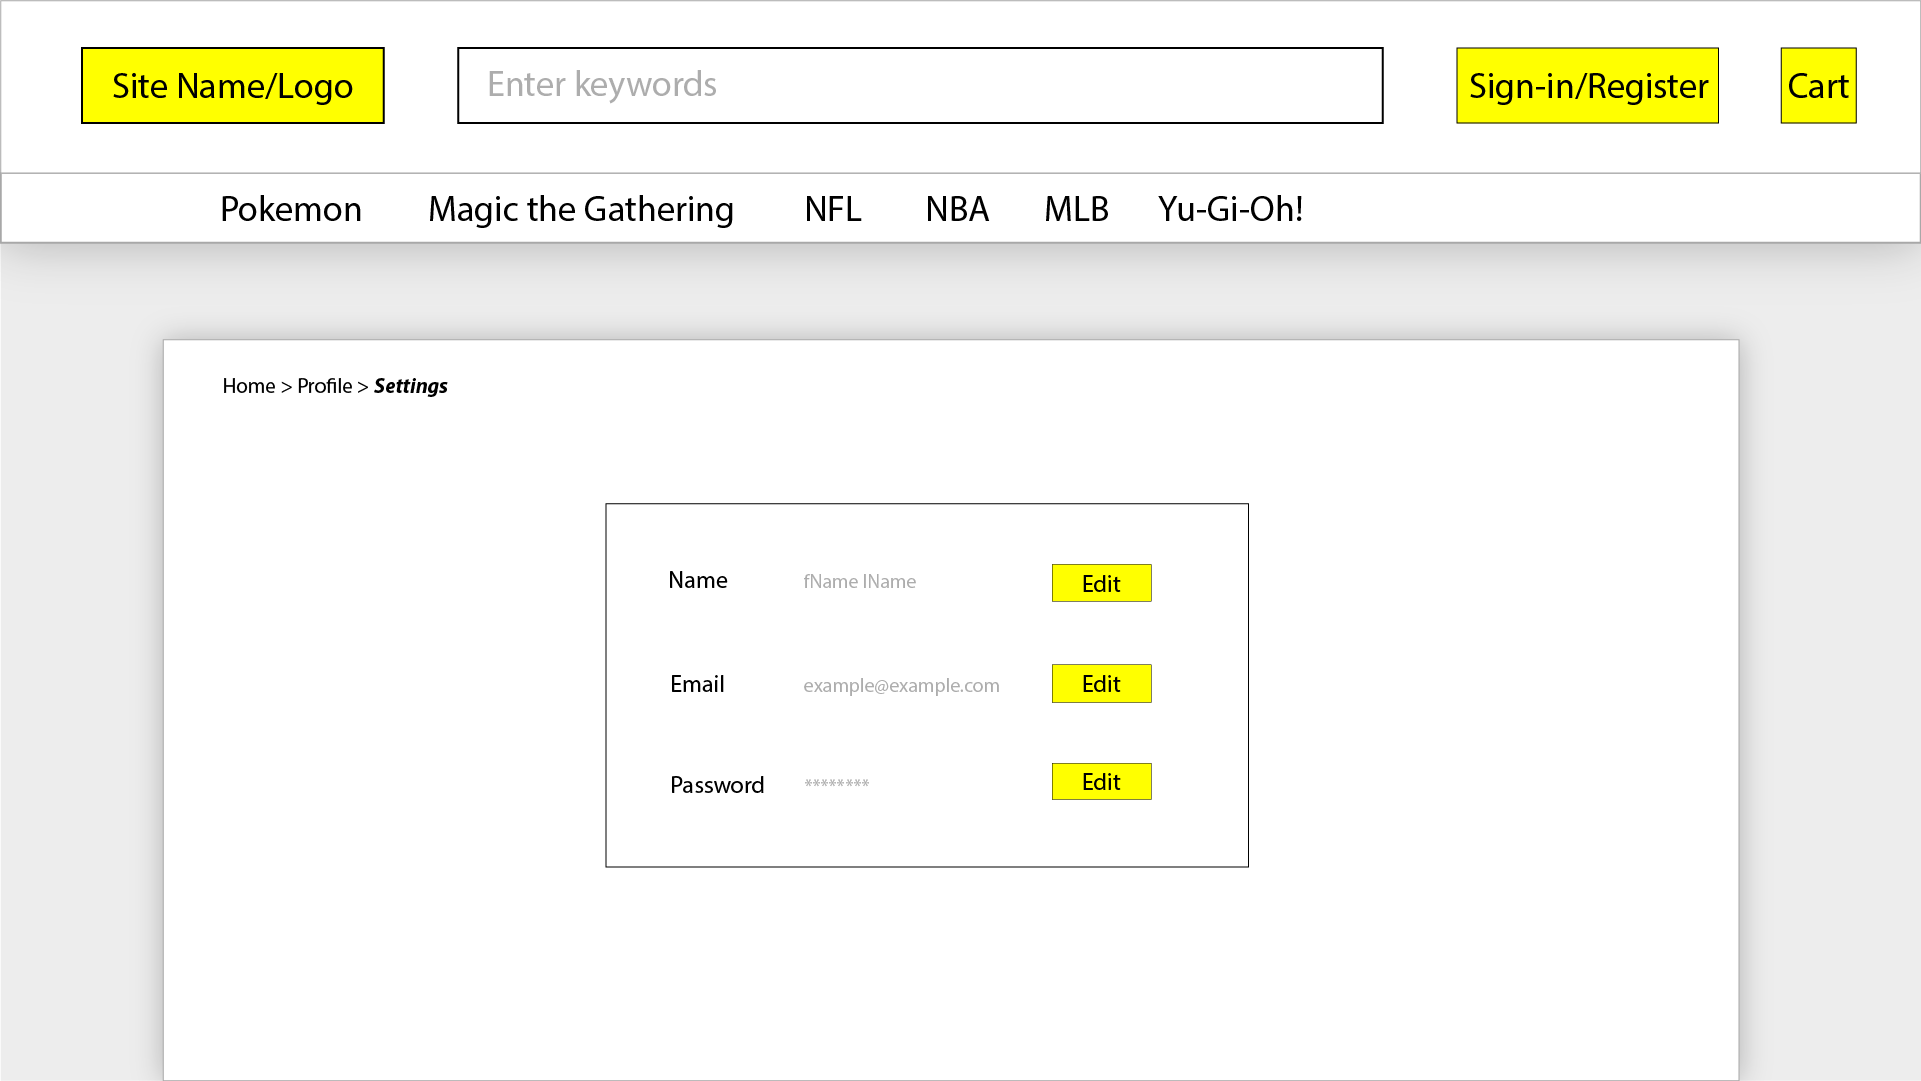 Site Name/Logo
Enter keywords
Sign-in/Register
Cart
Pokemon Magic the Gathering NFL NBA MLB Yu-Gi-Oh!
Home > Profile > Settings
Name fName lName Edit
Email example@example.com Edit
Password ******** Edit